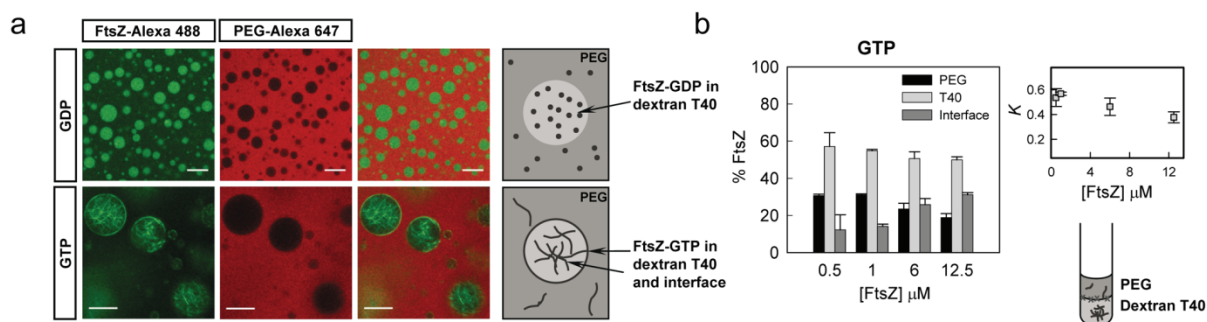 a
FtsZ-Alexa 488
PEG-Alexa 647
GDP
PEG
FtsZ-GDP in
dextran T40
GTP
PEG
FtsZ-GTP in
dextran T40
and interface
b
GTP
100
80
60
40
20
0
% FtsZ
PEG
T40
Interface
0.5 1 6 12.5
[FtsZ] μM
K
0.6
0.4
0 4 8 12
[FtsZ] μM
PEG
Dextran T40